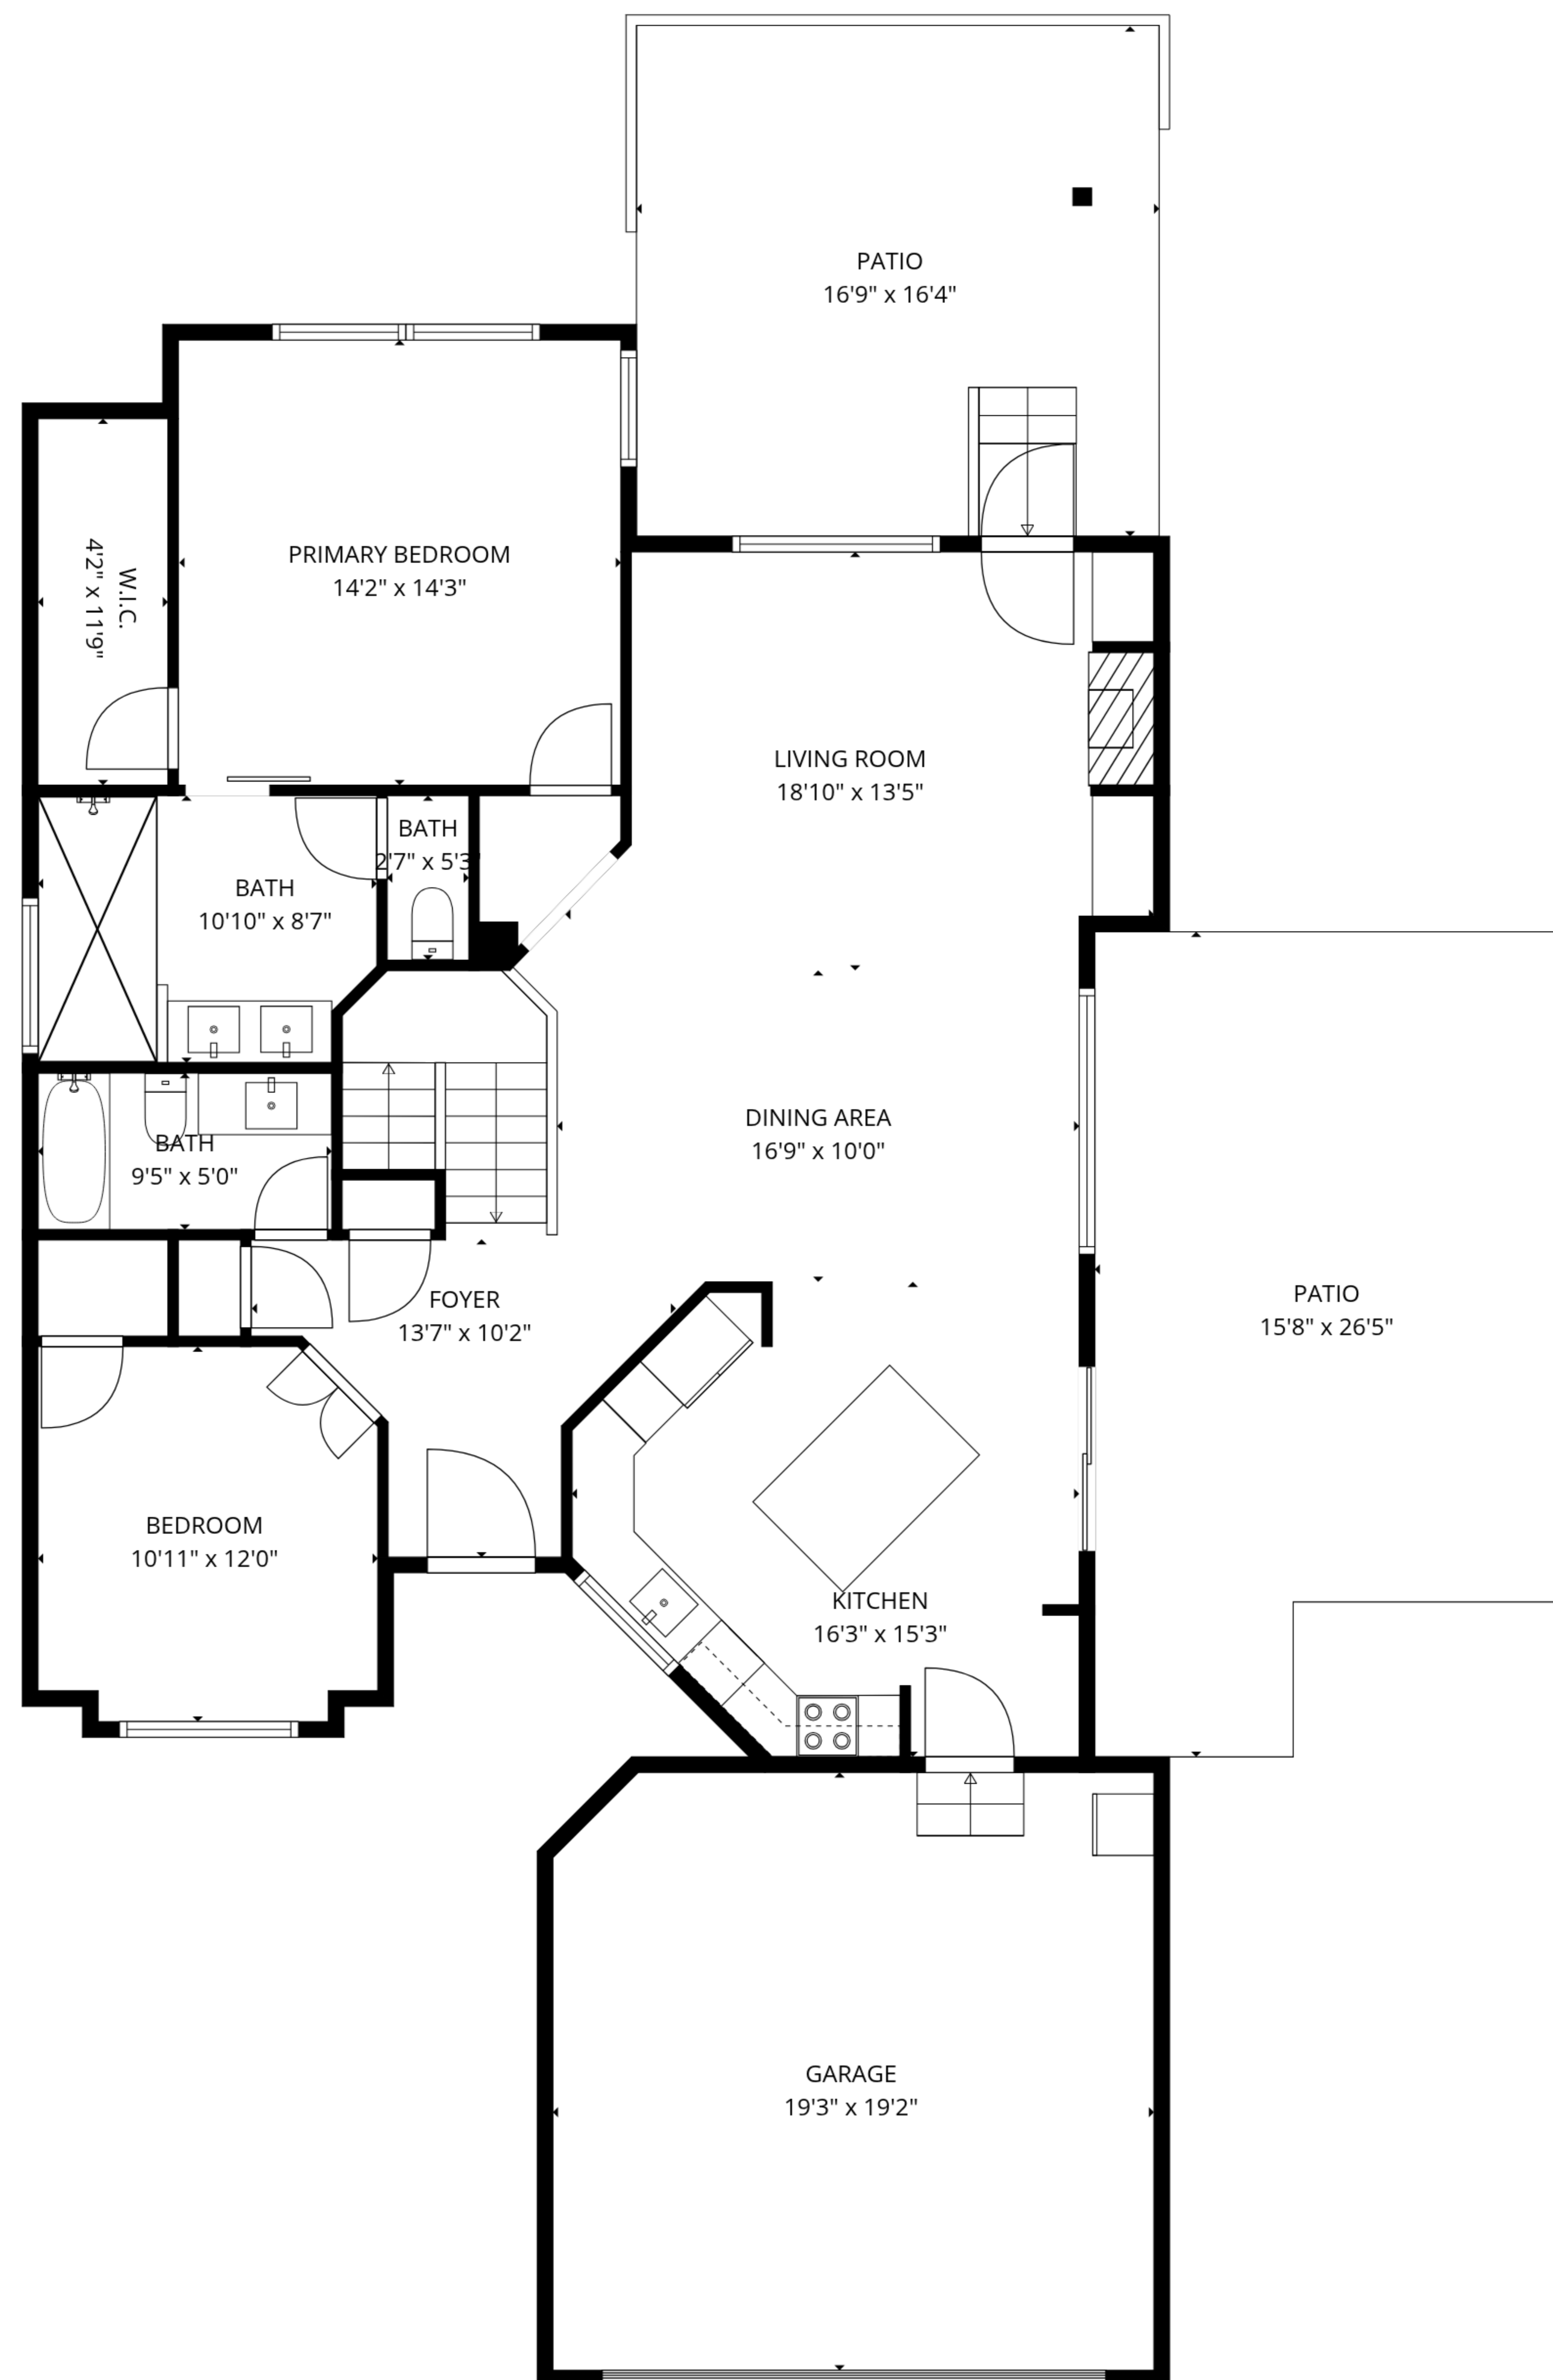 PATIO
16'9" x 16'4"
PRIMARY BEDROOM
14'2" x 14'3"
W.I.C.
4'2" x 11'9"
LIVING ROOM
18'10" x 13'5"
BATH
2'7" x 5'3"
BATH
10'10" x 8'7"
DINING AREA
16'9" x 10'0"
BATH
9'5" x 5'0"
FOYER
13'7" x 10'2"
PATIO
15'8" x 26'5"
BEDROOM
10'11" x 12'0"
KITCHEN
16'3" x 15'3"
GARAGE
19'3" x 19'2"